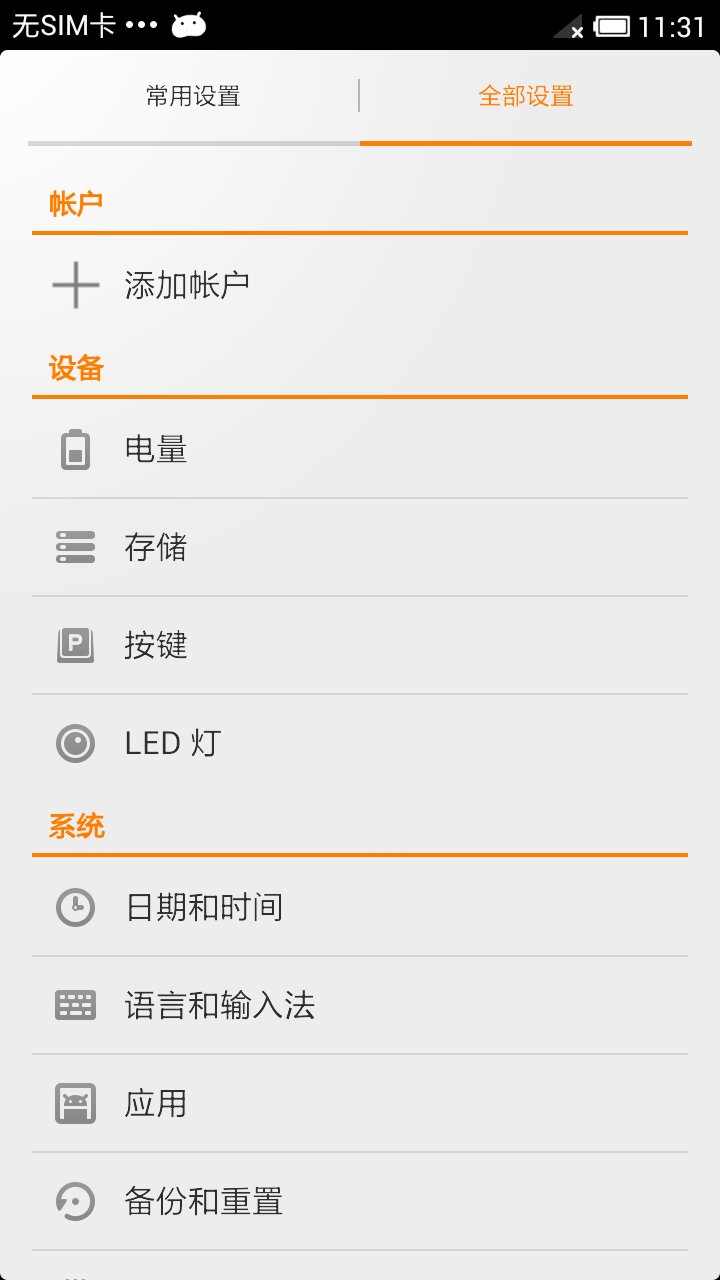 无SIM卡 ••• 11:31
常用设置 全部设置
帐户
添加帐户
设备
电量
存储
P 按键
LED 灯
系统
日期和时间
语言和输入法
应用
备份和重置